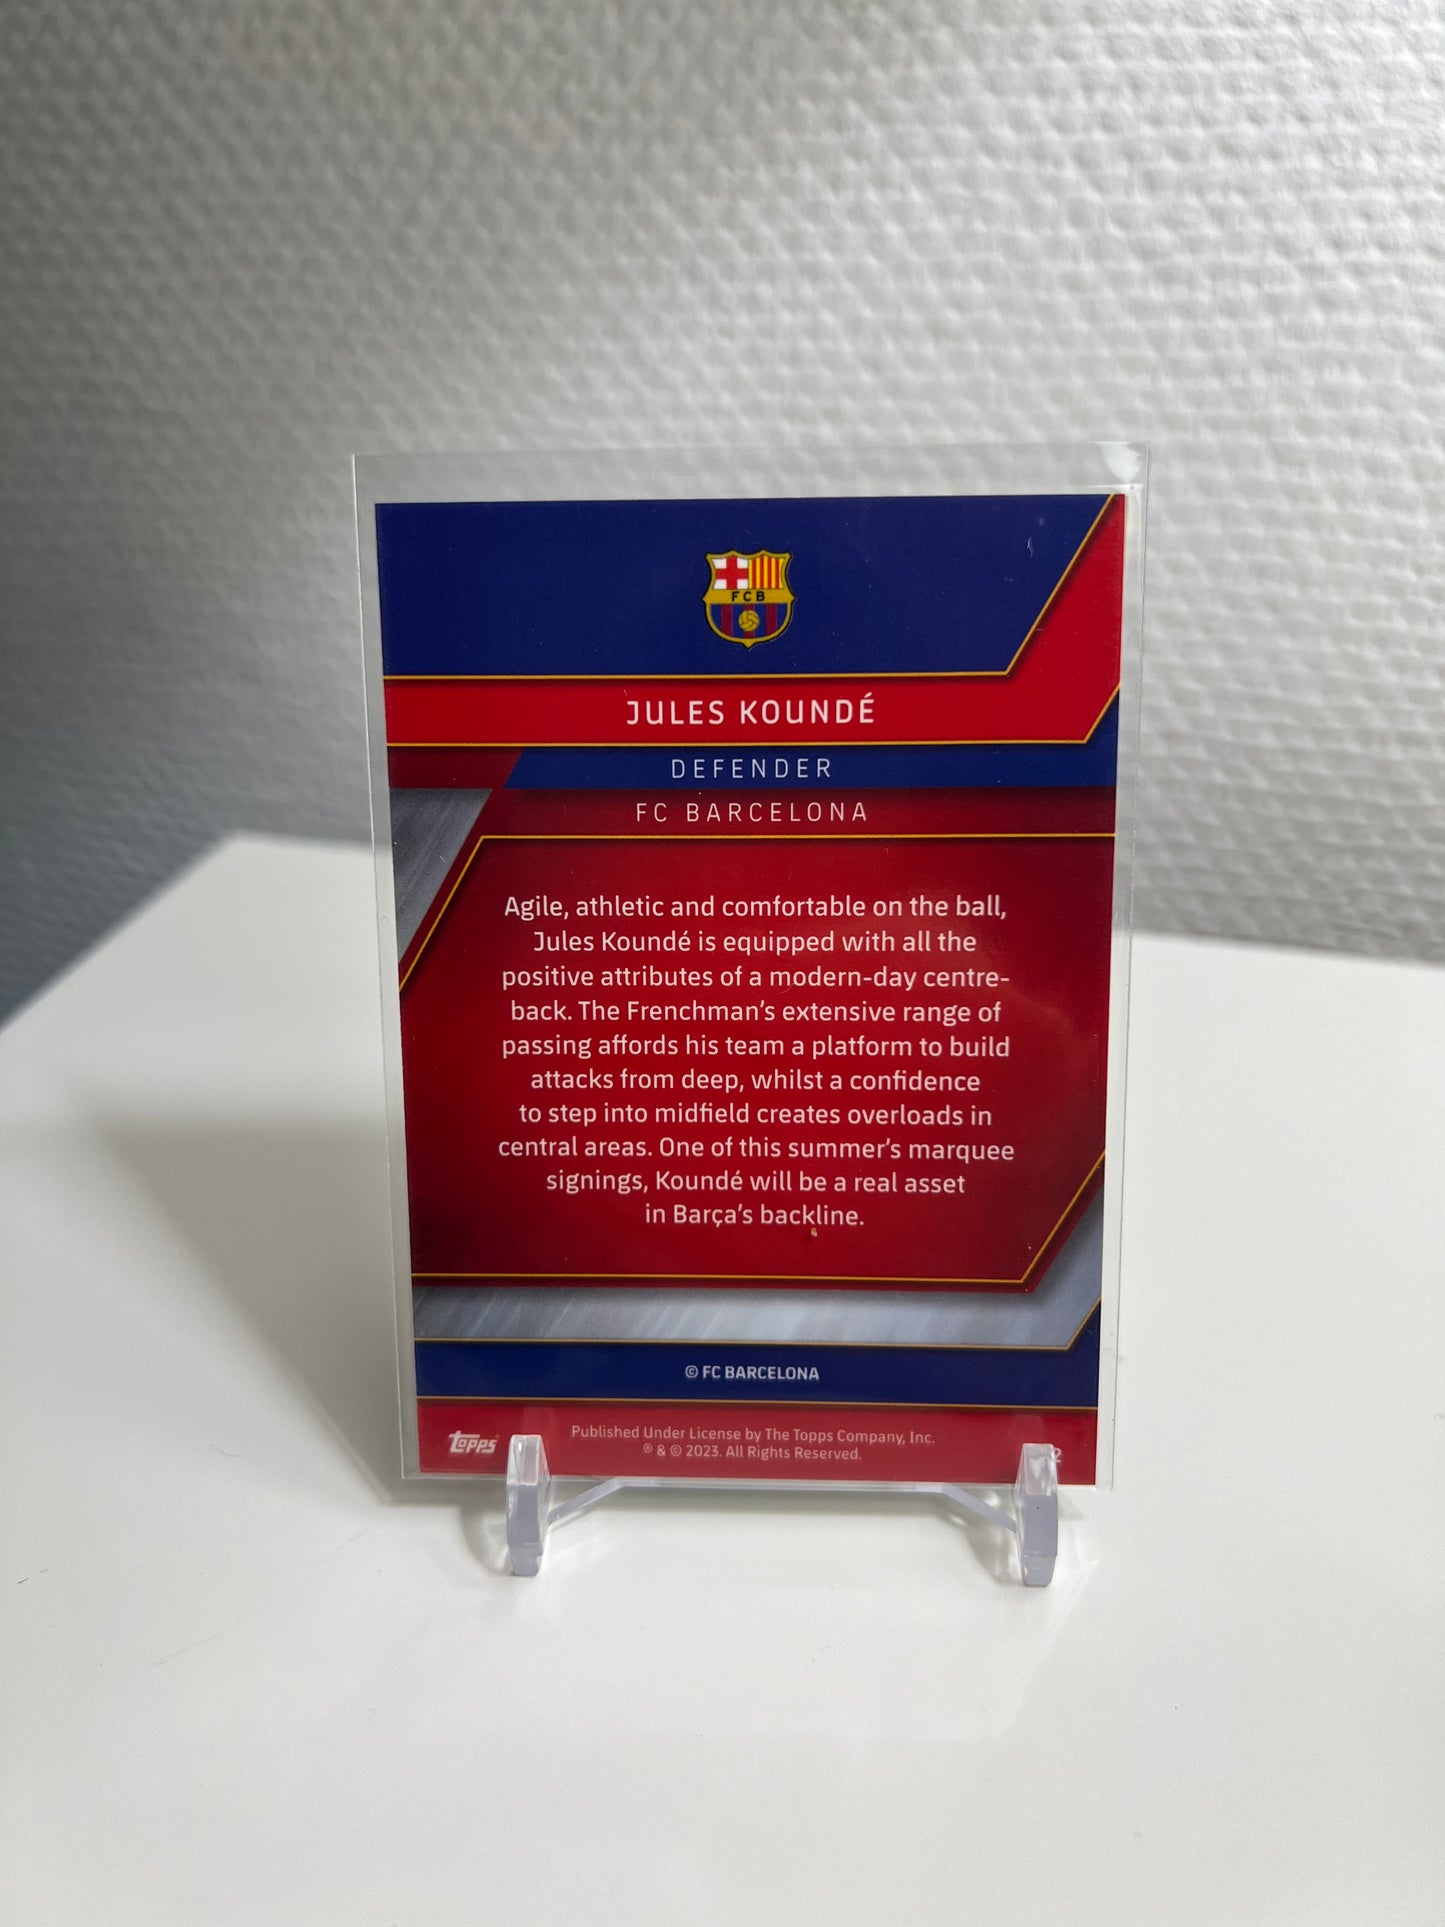 FCB
JULES KOUNDÉ
DEFENDER
FC BARCELONA
Agile, athletic and comfortable on the ball,
Jules Koundé is equipped with all the
positive attributes of a modern-day centre-
back. The Frenchman's extensive range of
passing affords his team a platform to build
attacks from deep, whilst a confidence
to step into midfield creates overloads in
central areas. One of this summer's marquee
signings, Koundé will be a real asset
in Barça's backline.
© FC BARCELONA
topps
Published Under License by The Topps Company, Inc.
® & © 2023. All Rights Reserved.